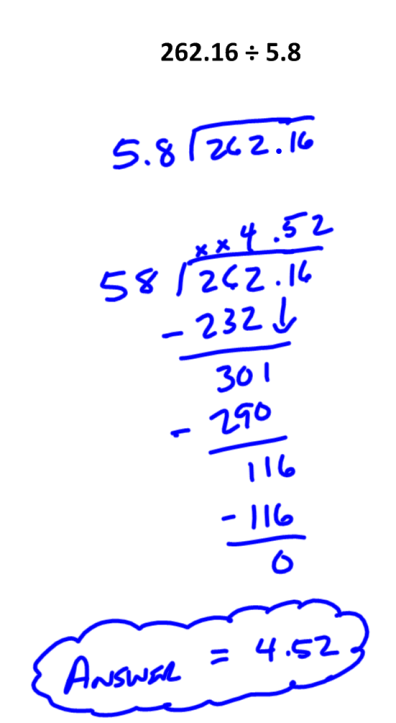 262.16 ÷ 5.8
5.8 262.16
x x 4.52
58 262.16
- 232 ↓
301
- 290
116
- 116
0
ANSWER = 4.52